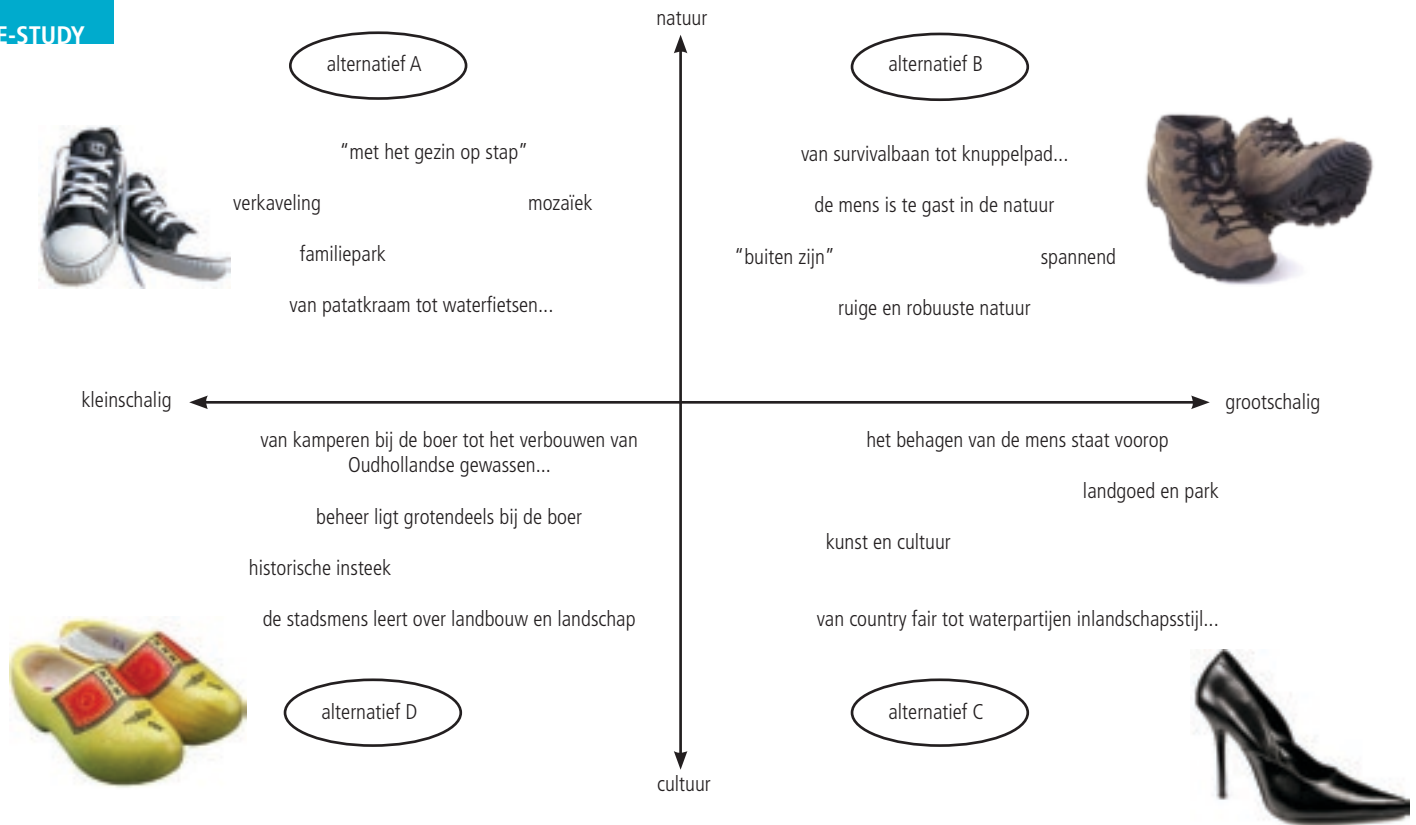 E-STUDY
natuur
alternatief A
alternatief B
“met het gezin op stap”
verkaveling
mozaïek
familiepark
van patatkraam tot waterfietsen...
van survivalbaan tot knuppelpad...
de mens is te gast in de natuur
“buiten zijn”
spannend
ruige en robuuste natuur
kleinschalig
grootschalig
van kamperen bij de boer tot het verbouwen van
Oudhollandse gewassen...
beheer ligt grotendeels bij de boer
historische insteek
de stadsmens leert over landbouw en landschap
het behagen van de mens staat voorop
landgoed en park
kunst en cultuur
van country fair tot waterpartijen inlandschapsstijl...
alternatief D
alternatief C
cultuur